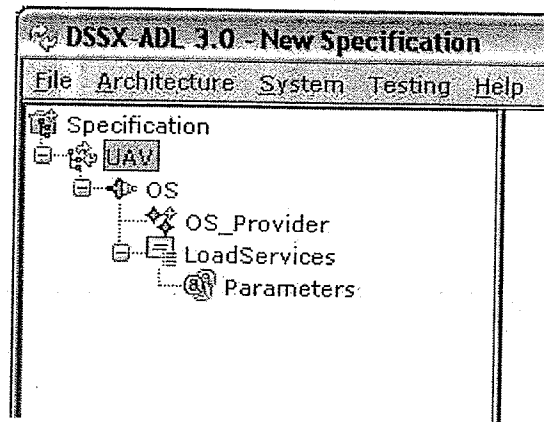 DSSX-ADL 3.0 - New Specification
File Architecture System Testing Help
Specification
UAV
OS
OS_Provider
LoadServices
Parameters